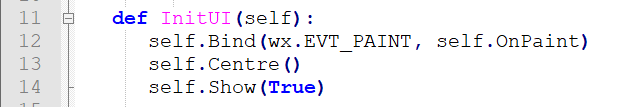 11 def InitUI(self):
12 self.Bind(wx.EVT_PAINT, self.OnPaint)
13 self.Centre()
14 self.Show(True)